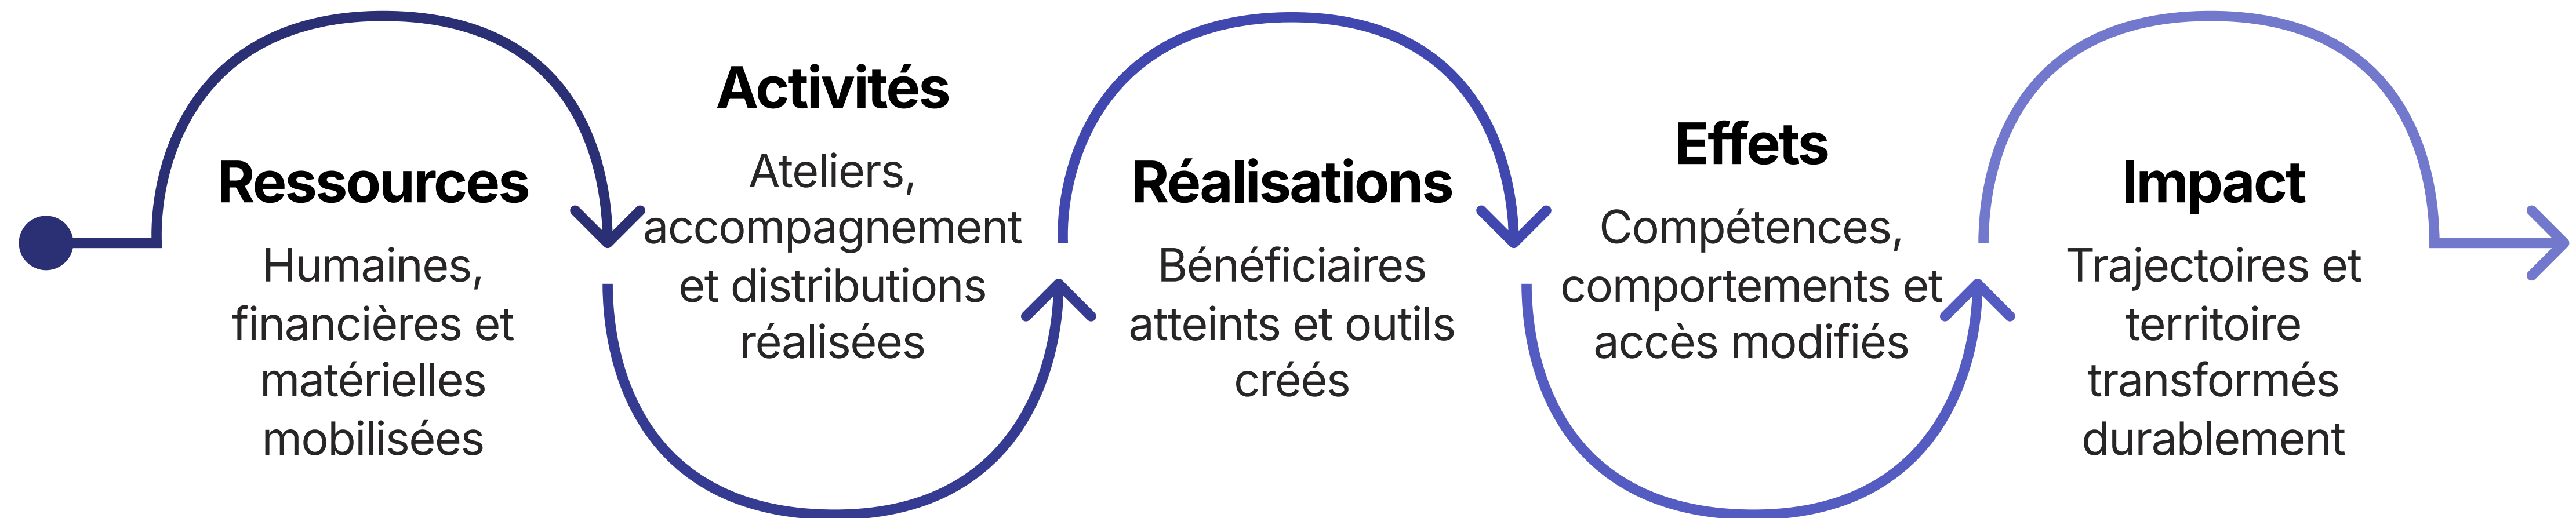 Ressources
Humaines,
financières et
matérielles
mobilisées
Activités
Ateliers,
accompagnement
et distributions
réalisées
Réalisations
Bénéficiaires
atteints et outils
créés
Effets
Compétences,
comportements et
accès modifiés
Impact
Trajectoires et
territoire
transformés
durablement